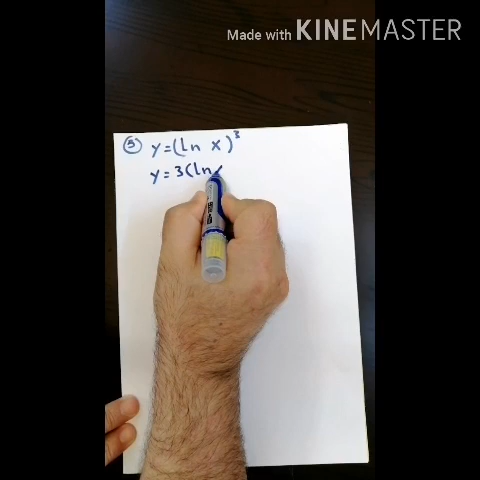 Made with KINEMASTER
⑤ y=(ln x)³
y=3(ln